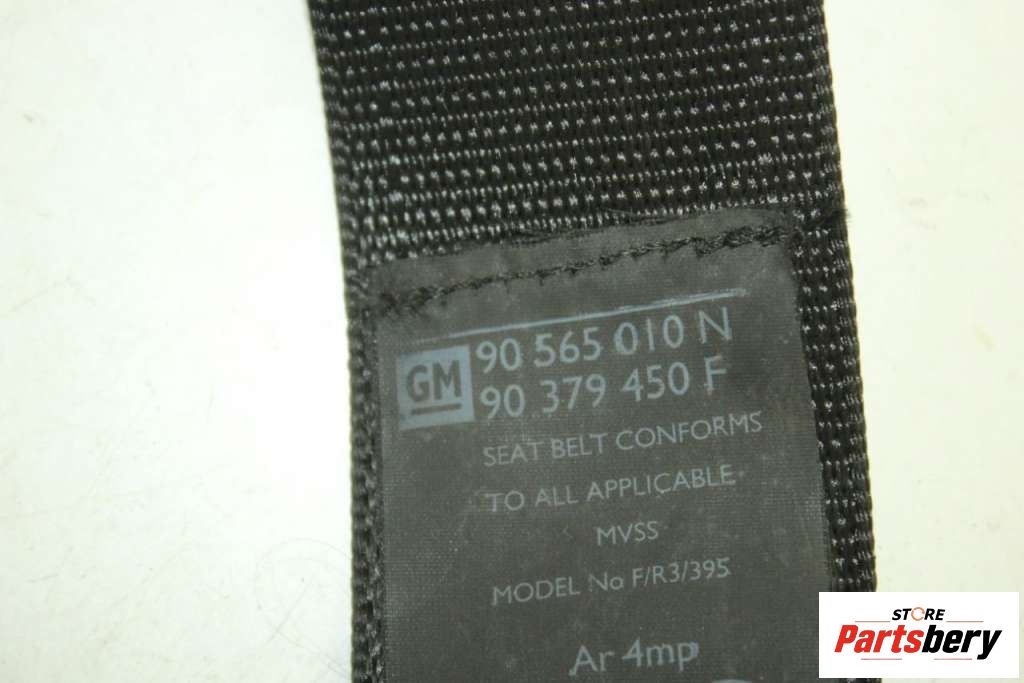 GM
90 565 010 N
90 379 450 F
SEAT BELT CONFORMS
TO ALL APPLICABLE
MVSS
MODEL No F/R3/395
Ar 4mp
STORE
Partsbery